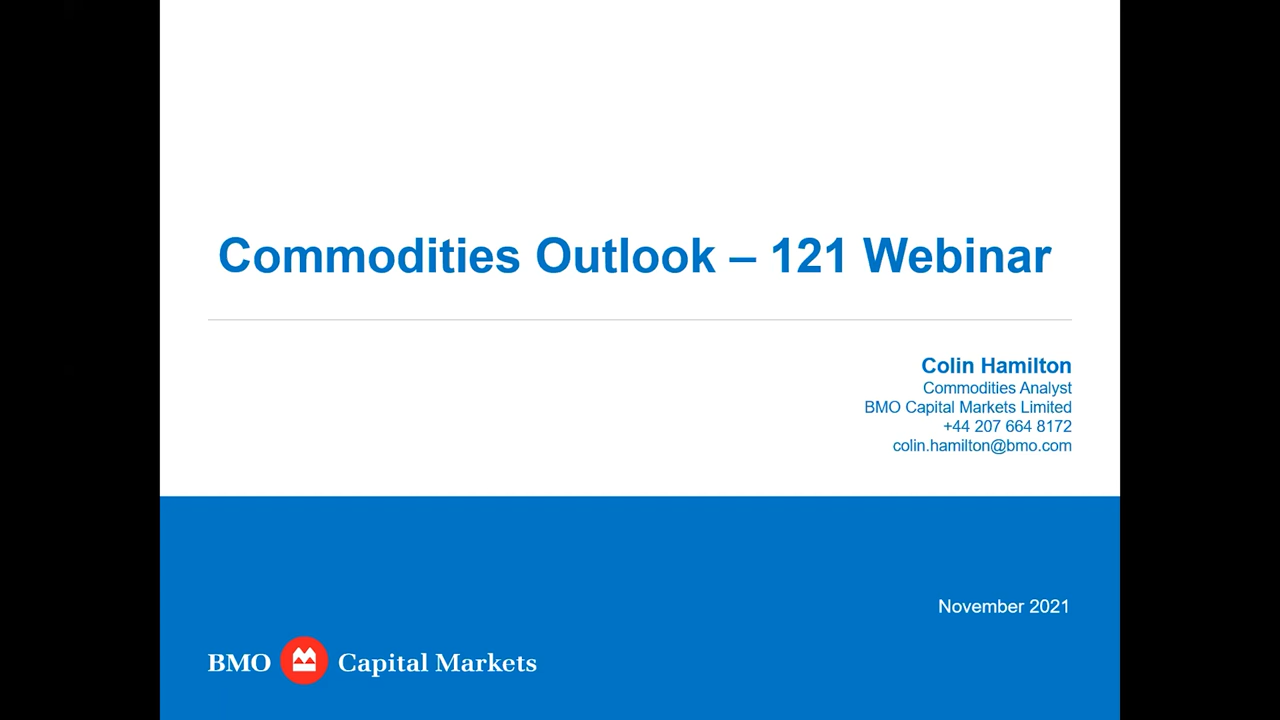 Commodities Outlook – 121 Webinar
Colin Hamilton
Commodities Analyst
BMO Capital Markets Limited
+44 207 664 8172
colin.hamilton@bmo.com
November 2021
BMO Capital Markets